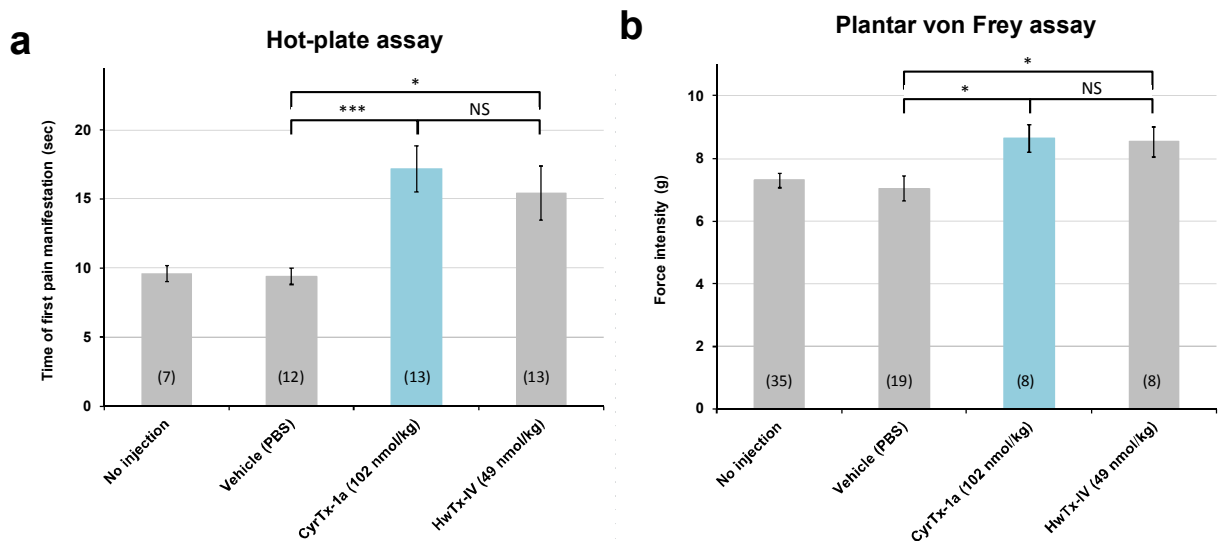 a
Hot-plate assay
*
***
NS
Time of first pain manifestation (sec)
20
15
10
5
0
(7)
(12)
(13)
(13)
No injection
Vehicle (PBS)
CyrTx-1a (102 nmol/kg)
HwTx-IV (49 nmol/kg)
b
Plantar von Frey assay
*
*
NS
Force intensity (g)
10
8
6
4
2
0
(35)
(19)
(8)
(8)
No injection
Vehicle (PBS)
CyrTx-1a (102 nmol/kg)
HwTx-IV (49 nmol/kg)